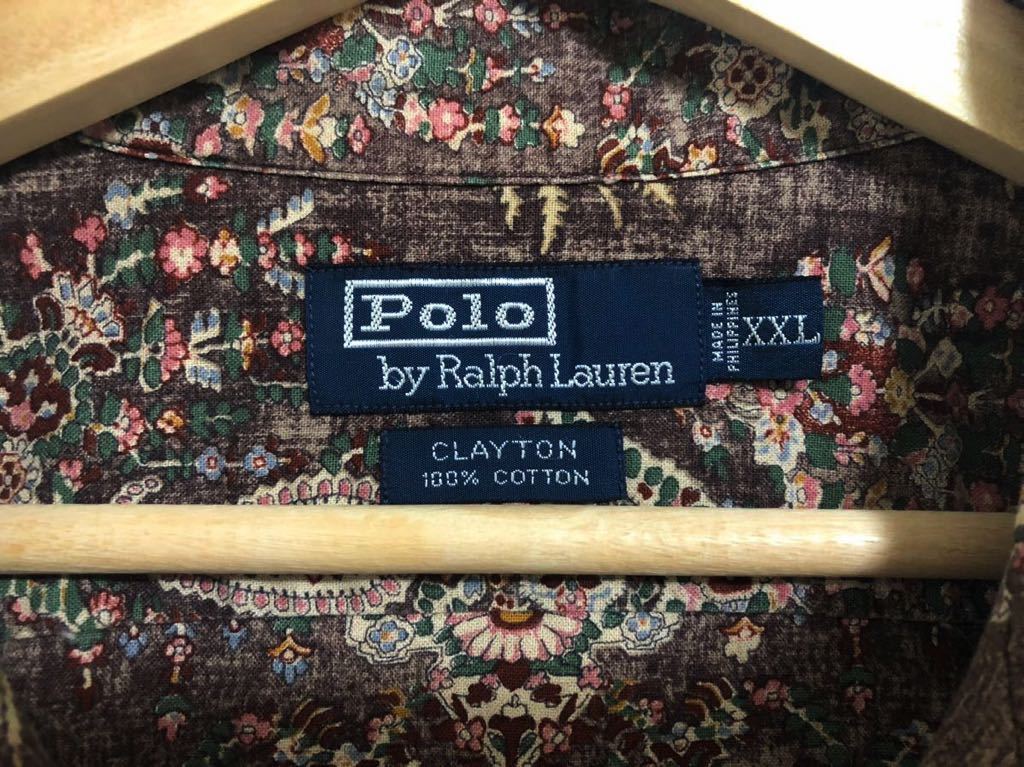 Polo
by Ralph Lauren
MADE IN
PHILIPPINES
XXL
CLAYTON
100% COTTON